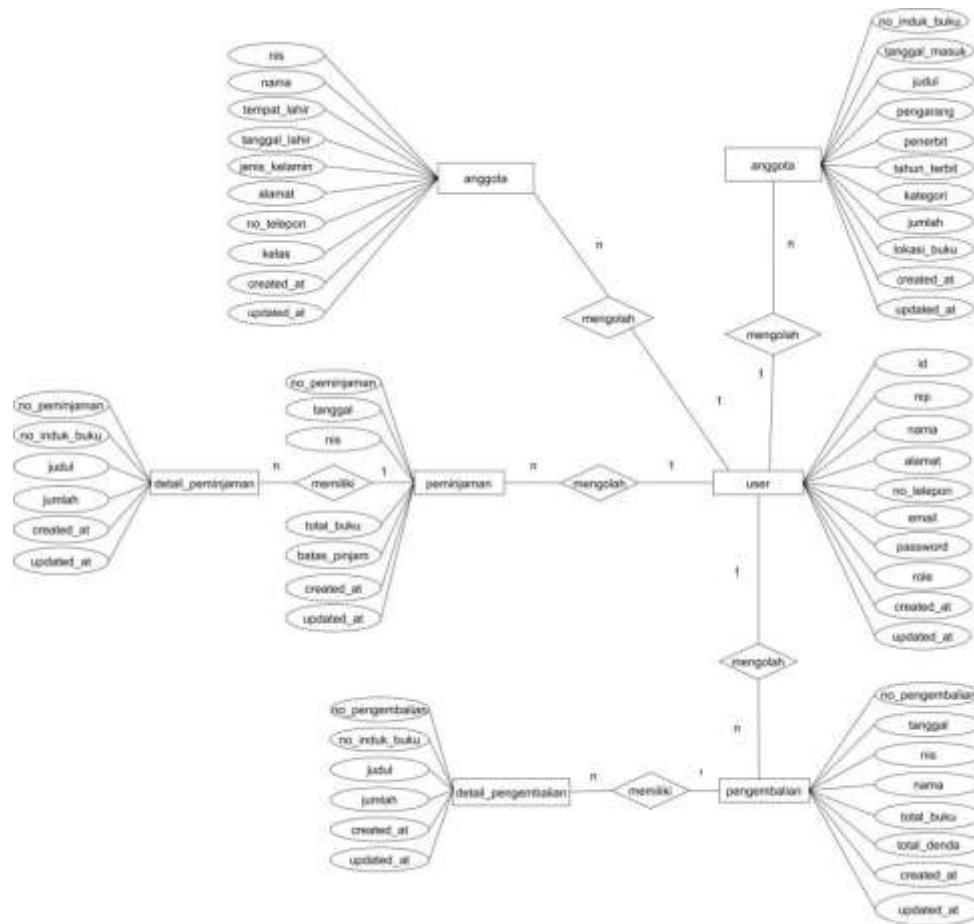 nis
nama
tempat_lahir
tanggal_lahir
jenis_kelamin
alamat
no_telepon
kelas
created_at
updated_at
anggota
n
mengolah
1
no_induk_buku
tanggal_masuk
judul
pengarang
penerbit
tahun_terbit
kategori
jumlah
lokasi_buku
created_at
updated_at
anggota
n
mengolah
1
no_peminjaman
no_induk_buku
judul
jumlah
created_at
updated_at
detail_peminjaman
n
memiliki
1
no_peminjaman
tanggal
nis
total_buku
batas_pinjam
created_at
updated_at
peminjaman
n
mengolah
1
user
id
nip
nama
alamat
no_telepon
email
password
role
created_at
updated_at
1
mengolah
n
no_pengembalian
no_induk_buku
judul
jumlah
created_at
updated_at
detail_pengembalian
n
memiliki
1
pengembalian
no_pengembalian
tanggal
nis
nama
total_buku
total_denda
created_at
updated_at